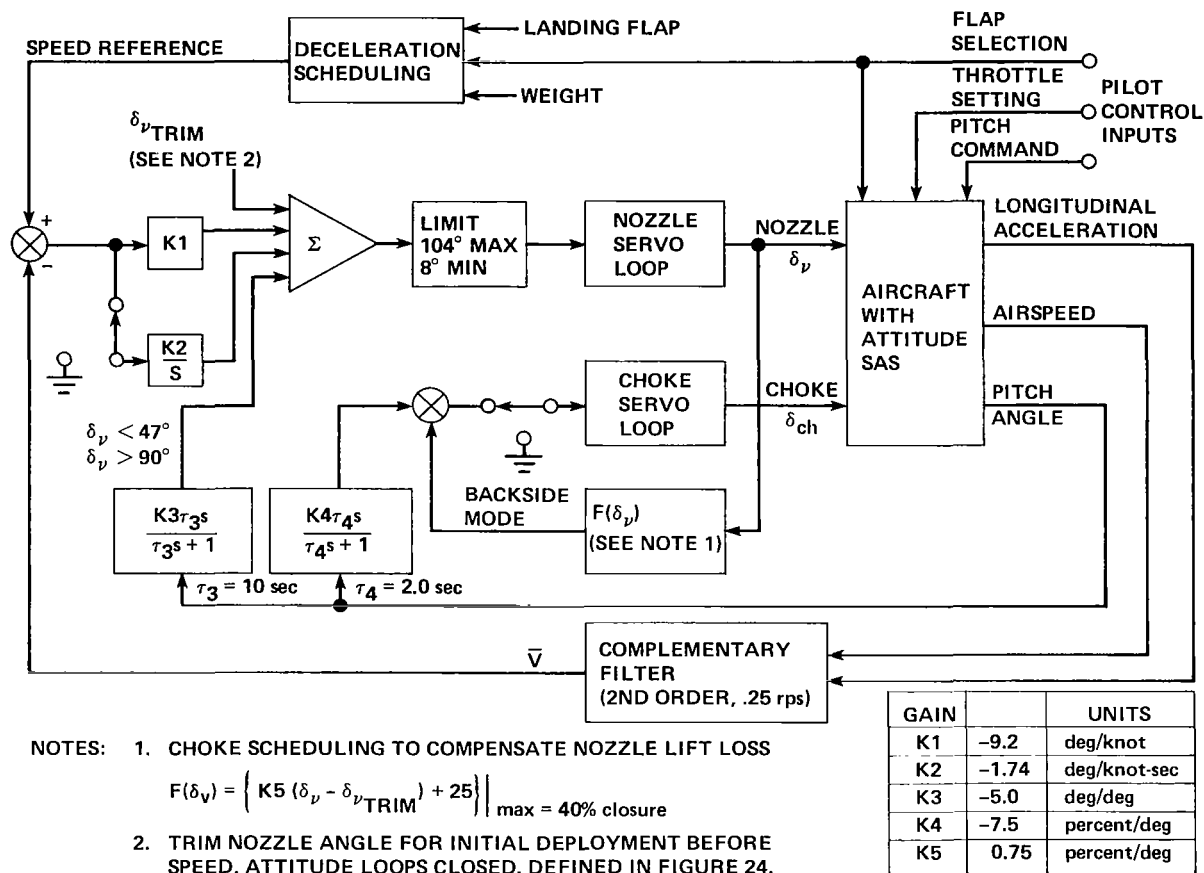 SPEED REFERENCE
DECELERATION
SCHEDULING
LANDING FLAP
WEIGHT
FLAP
SELECTION
THROTTLE
SETTING
PITCH
COMMAND
PILOT
CONTROL
INPUTS
δν TRIM
(SEE NOTE 2)
+
−
K1
K2
S
Σ
LIMIT
104° MAX
8° MIN
NOZZLE
SERVO
LOOP
NOZZLE
δν
AIRCRAFT
WITH
ATTITUDE
SAS
LONGITUDINAL
ACCELERATION
AIRSPEED
PITCH
ANGLE
CHOKE
SERVO
LOOP
CHOKE
δch
δν < 47°
δν > 90°
K3τ3s
τ3s + 1
K4τ4s
τ4s + 1
BACKSIDE
MODE
F(δν)
(SEE NOTE 1)
τ3 = 10 sec
τ4 = 2.0 sec
V̄
COMPLEMENTARY
FILTER
(2ND ORDER, .25 rps)
NOTES: 1. CHOKE SCHEDULING TO COMPENSATE NOZZLE LIFT LOSS
F(δv) = { K5 (δν - δνTRIM) + 25}| max = 40% closure
2. TRIM NOZZLE ANGLE FOR INITIAL DEPLOYMENT BEFORE
SPEED, ATTITUDE LOOPS CLOSED, DEFINED IN FIGURE 24.
GAIN UNITS
K1 −9.2 deg/knot
K2 −1.74 deg/knot-sec
K3 −5.0 deg/deg
K4 −7.5 percent/deg
K5 0.75 percent/deg